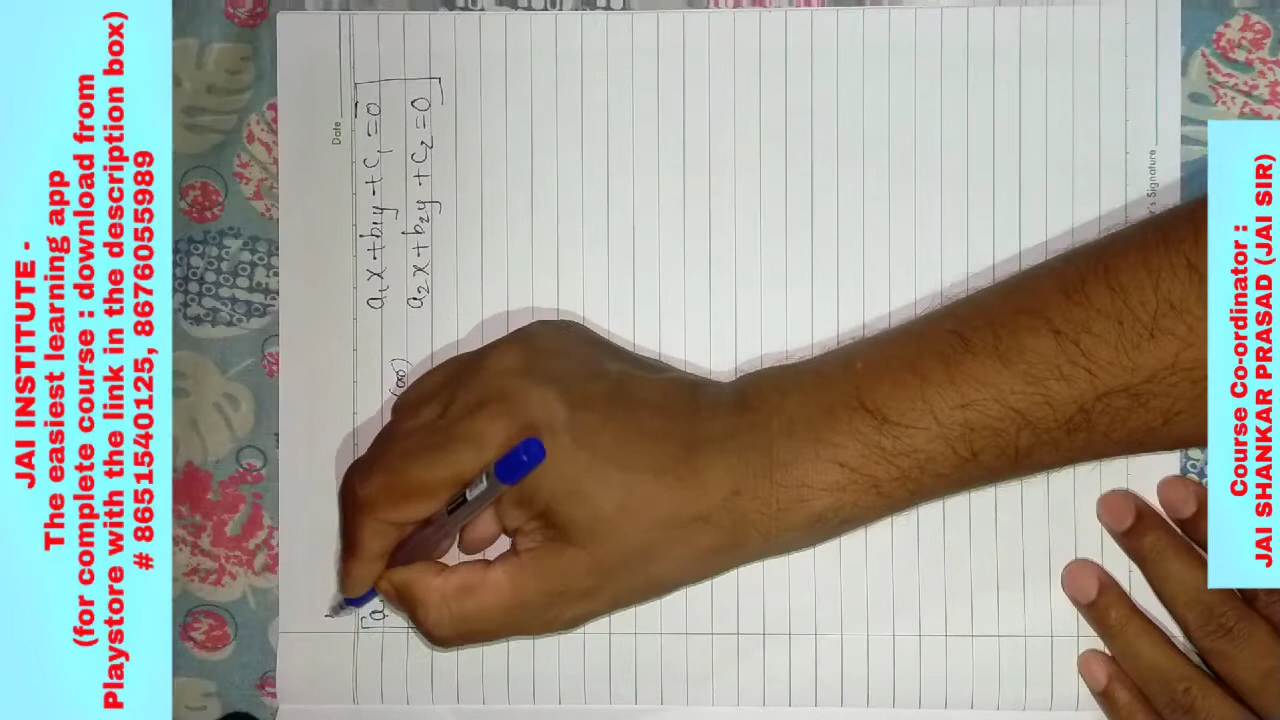 JAI INSTITUTE -
The easiest learning app
(for complete course : download from
Playstore with the link in the description box)
# 8651540125, 8676055989
Date
a₁x + b₁y + c₁ = 0
a₂x + b₂y + c₂ = 0
's Signature
Course Co-ordinator :
JAI SHANKAR PRASAD (JAI SIR)